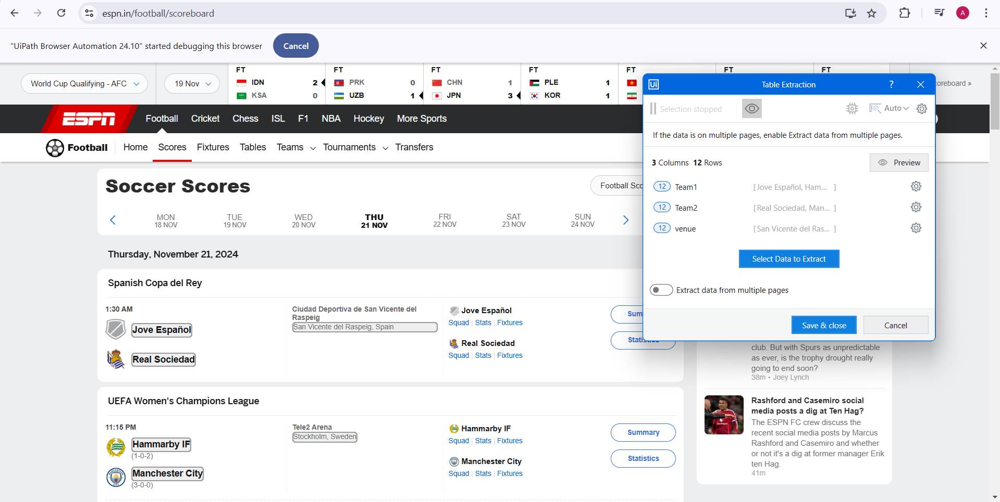 espn.in/football/scoreboard
A
"UiPath Browser Automation 24.10" started debugging this browser
Cancel
World Cup Qualifying - AFC
19 Nov
FT
IDN 2
KSA 0
FT
PRK 0
UZB 1
FT
CHN 1
JPN 3
FT
PLE 1
KOR 1
FT
FT
FT
coreboard »
ESPN
Football
Cricket
Chess
ISL
F1
NBA
Hockey
More Sports
Football
Home
Scores
Fixtures
Tables
Teams
Tournaments
Transfers
Soccer Scores
Football Sco
MON
18 NOV
TUE
19 NOV
WED
20 NOV
THU
21 NOV
FRI
22 NOV
SAT
23 NOV
SUN
24 NOV
Thursday, November 21, 2024
Spanish Copa del Rey
1:30 AM
Jove Español
Real Sociedad
Ciudad Deportiva de San Vicente del
Raspeig
San Vicente del Raspeig, Spain
Jove Español
Squad | Stats | Fixtures
Real Sociedad
Squad | Stats | Fixtures
Sum
Statistics
UEFA Women's Champions League
11:15 PM
Hammarby IF
(1-0-2)
Manchester City
(3-0-0)
Tele2 Arena
Stockholm, Sweden
Hammarby IF
Squad | Stats | Fixtures
Manchester City
Squad | Stats | Fixtures
Summary
Statistics
Ui
Table Extraction
?
Selection stopped
Auto
If the data is on multiple pages, enable Extract data from multiple pages.
3 Columns 12 Rows
Preview
12 Team1 [Jove Español, Ham... ]
12 Team2 [Real Sociedad, Man... ]
12 venue [San Vicente del Ras... ]
Select Data to Extract
Extract data from multiple pages
Save & close
Cancel
club. But with Spurs as unpredictable
as ever, is the trophy drought really
going to end soon?
38m • Joey Lynch
Rashford and Casemiro social
media posts a dig at Ten Hag?
The ESPN FC crew discuss the
recent social media posts by Marcus
Rashford and Casemiro and whether
or not it's a dig at former manager Erik
ten Hag.
41m